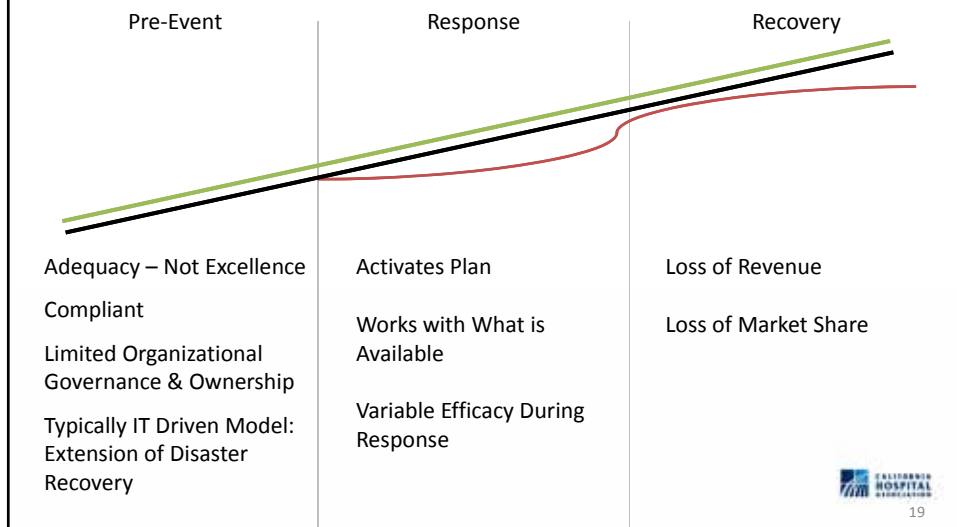 Pre-Event
Response
Recovery
Adequacy – Not Excellence
Compliant
Limited Organizational
Governance & Ownership
Typically IT Driven Model:
Extension of Disaster
Recovery
Activates Plan
Works with What is
Available
Variable Efficacy During
Response
Loss of Revenue
Loss of Market Share
CALIFORNIA
HOSPITAL
ASSOCIATION
19